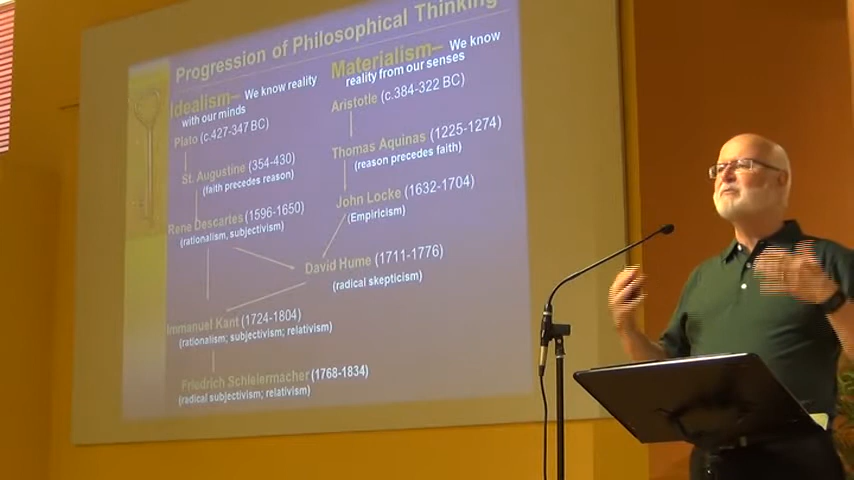 Progression of Philosophical Thinking
Idealism– We know reality
with our minds
Plato (c.427-347 BC)
St. Augustine (354-430)
(faith precedes reason)
Rene Descartes (1596-1650)
(rationalism, subjectivism)
Materialism– We know
reality from our senses
Aristotle (c.384-322 BC)
Thomas Aquinas (1225-1274)
(reason precedes faith)
John Locke (1632-1704)
(Empiricism)
David Hume (1711-1776)
(radical skepticism)
Immanuel Kant (1724-1804)
(rationalism; subjectivism; relativism)
Friedrich Schleiermacher (1768-1834)
(radical subjectivism; relativism)